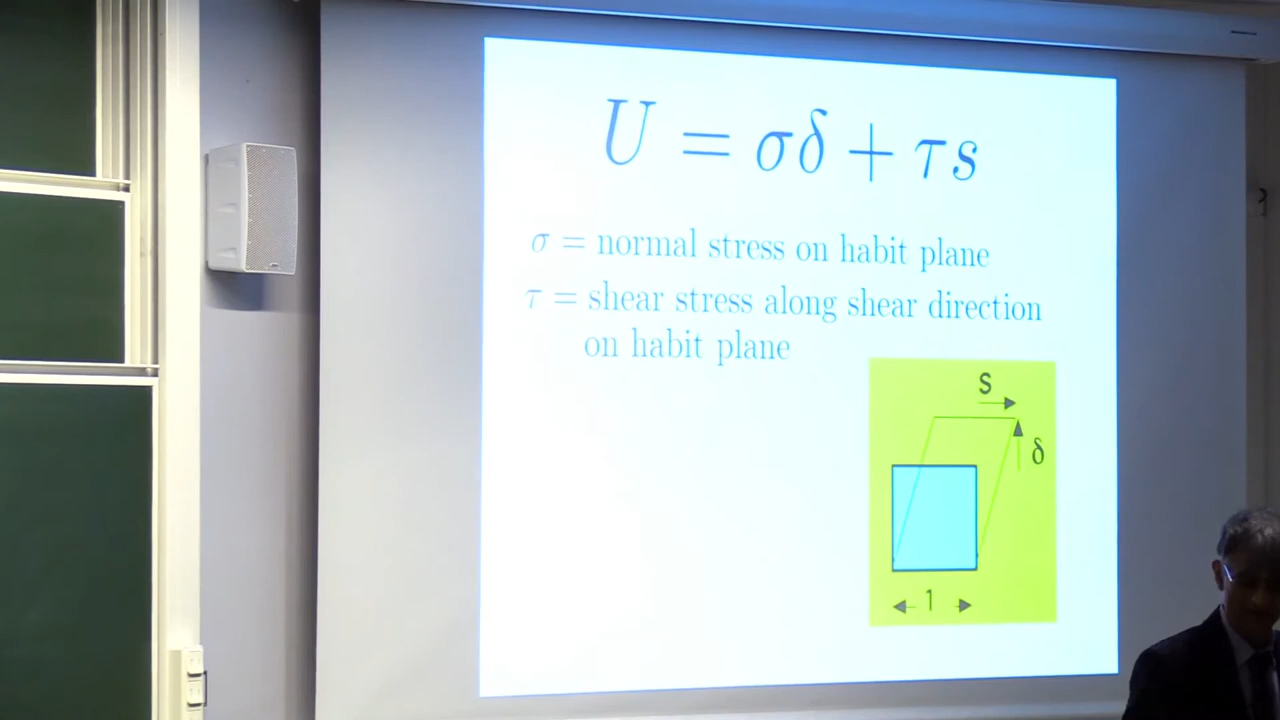 U = σδ + τs
σ = normal stress on habit plane
τ = shear stress along shear direction
on habit plane
S
δ
1